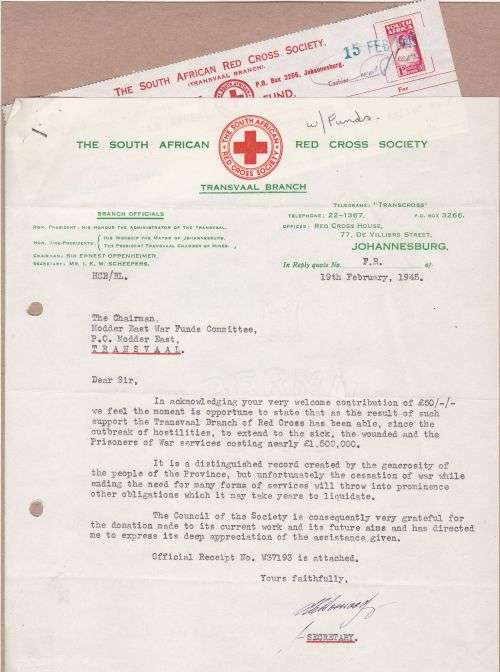 THE SOUTH AFRICAN RED CROSS SOCIETY.
(TRANSVAAL BRANCH).
P.O. Box 3266, Johannesburg.
FUND.
15 FEB
SOUTH
AFRICA
Cashier
For
w/Funds.
THE SOUTH AFRICAN RED CROSS SOCIETY
THE SOUTH AFRICAN
RED CROSS SOCIETY
TRANSVAAL BRANCH
BRANCH OFFICIALS
Hon. President: His Honour the Administrator of the Transvaal.
Hon. Vice-Presidents: His Worship the Mayor of Johannesburg.
The President Transvaal Chamber of Mines.
Chairman: Sir Ernest Oppenheimer.
Secretary: Mr. I. K. M. Scheepers.
TELEGRAMS: "TRANSCROSS"
TELEPHONE: 22-1367. P.O. BOX 3266.
OFFICES: RED CROSS HOUSE,
77, DE VILLIERS STREET,
JOHANNESBURG.
In Reply quote No. F.R. of
HCB/EL.
19th February, 1945.
The Chairman,
Modder East War Funds Committee,
P.O. Modder East,
TRANSVAAL.
Dear Sir,
In acknowledging your very welcome contribution of £50/-/-
we feel the moment is opportune to state that as the result of such
support the Transvaal Branch of Red Cross has been able, since the
outbreak of hostilities, to extend to the sick, the wounded and the
Prisoners of War services costing nearly £1,500,000.
It is a distinguished record created by the generosity of
the people of the Province, but unfortunately the cessation of war while
ending the need for many forms of services will throw into prominence
other obligations which it may take years to liquidate.
The Council of the Society is consequently very grateful for
the donation made to its current work and its future aims and has directed
me to express its deep appreciation of the assistance given.
Official Receipt No. W37193 is attached.
Yours faithfully,
SECRETARY.